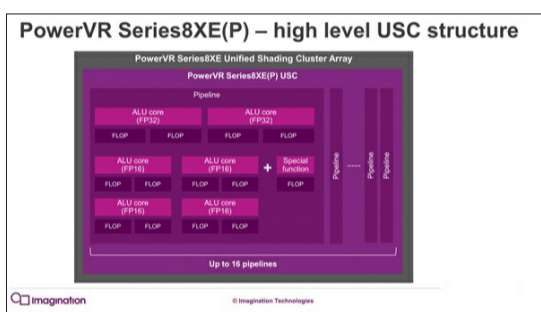 PowerVR Series8XE(P) – high level USC structure
PowerVR Series8XE Unified Shading Cluster Array
PowerVR Series8XE(P) USC
Pipeline
ALU core (FP32)
ALU core (FP32)
FLOP FLOP FLOP FLOP
ALU core (FP16)
ALU core (FP16)
+
Special function
FLOP FLOP FLOP FLOP FLOP
ALU core (FP16)
ALU core (FP16)
FLOP FLOP FLOP FLOP
Pipeline
......
Pipeline
Pipeline
Up to 16 pipelines
Imagination
© Imagination Technologies